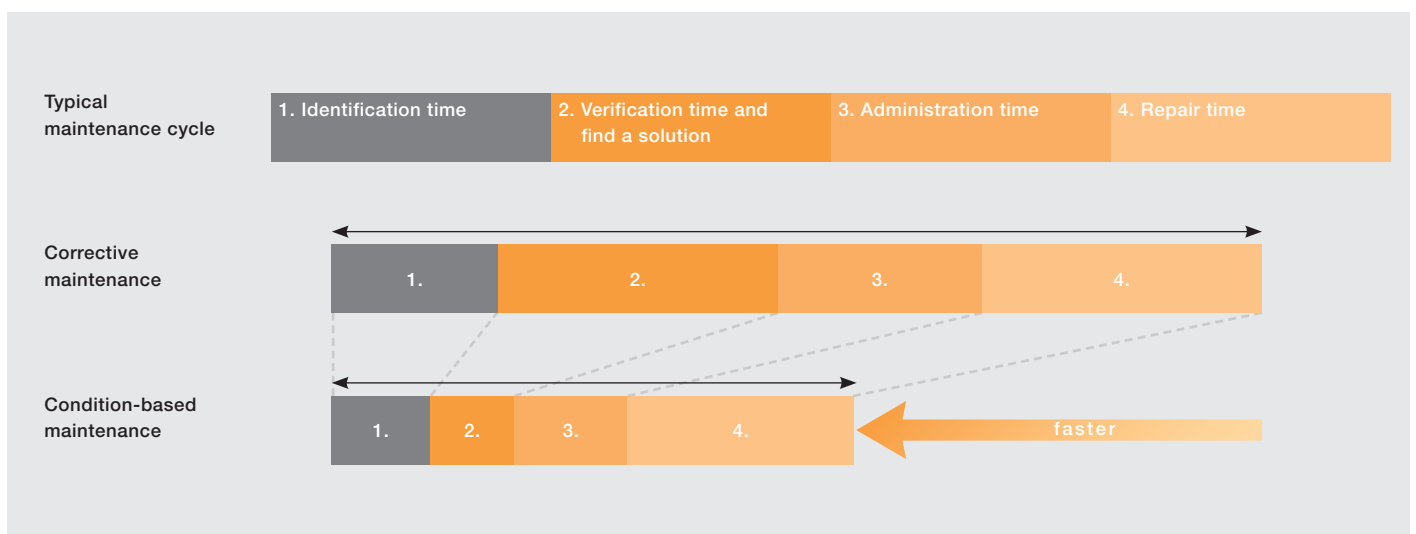 Typical
maintenance cycle
1. Identification time
2. Verification time and
find a solution
3. Administration time
4. Repair time
Corrective
maintenance
1.
2.
3.
4.
Condition-based
maintenance
1.
2.
3.
4.
faster